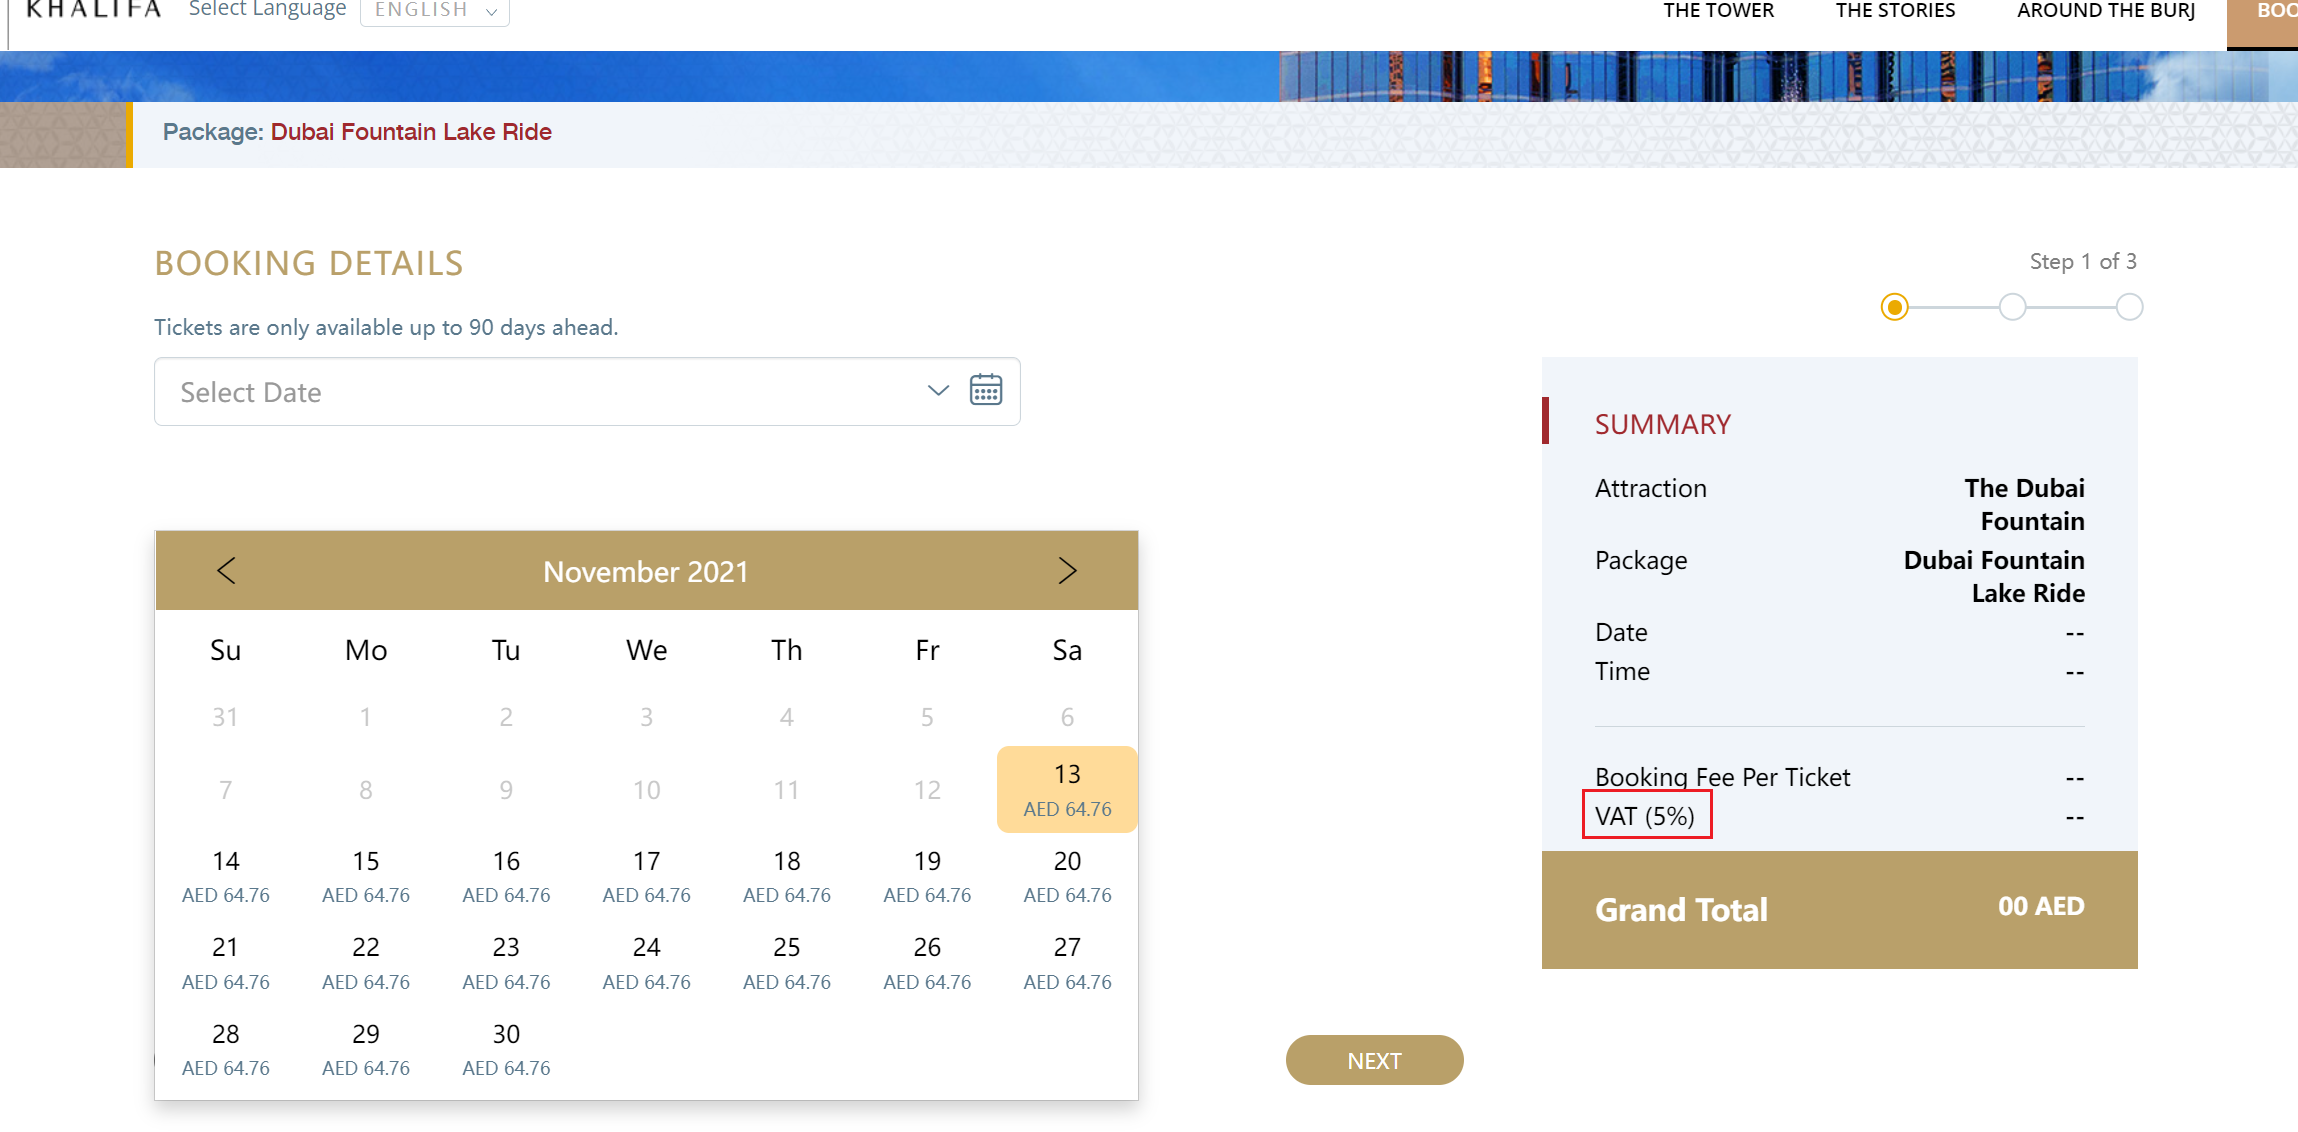 KHALIFA Select Language ENGLISH THE TOWER THE STORIES AROUND THE BURJ BOO
Package: Dubai Fountain Lake Ride
BOOKING DETAILS
Step 1 of 3
Tickets are only available up to 90 days ahead.
Select Date
November 2021
Su Mo Tu We Th Fr Sa
31 1 2 3 4 5 6
7 8 9 10 11 12 13
AED 64.76
14 15 16 17 18 19 20
AED 64.76 AED 64.76 AED 64.76 AED 64.76 AED 64.76 AED 64.76 AED 64.76
21 22 23 24 25 26 27
AED 64.76 AED 64.76 AED 64.76 AED 64.76 AED 64.76 AED 64.76 AED 64.76
28 29 30
AED 64.76 AED 64.76 AED 64.76
SUMMARY
Attraction The Dubai
Fountain
Package Dubai Fountain
Lake Ride
Date --
Time --
Booking Fee Per Ticket --
VAT (5%) --
Grand Total 00 AED
NEXT